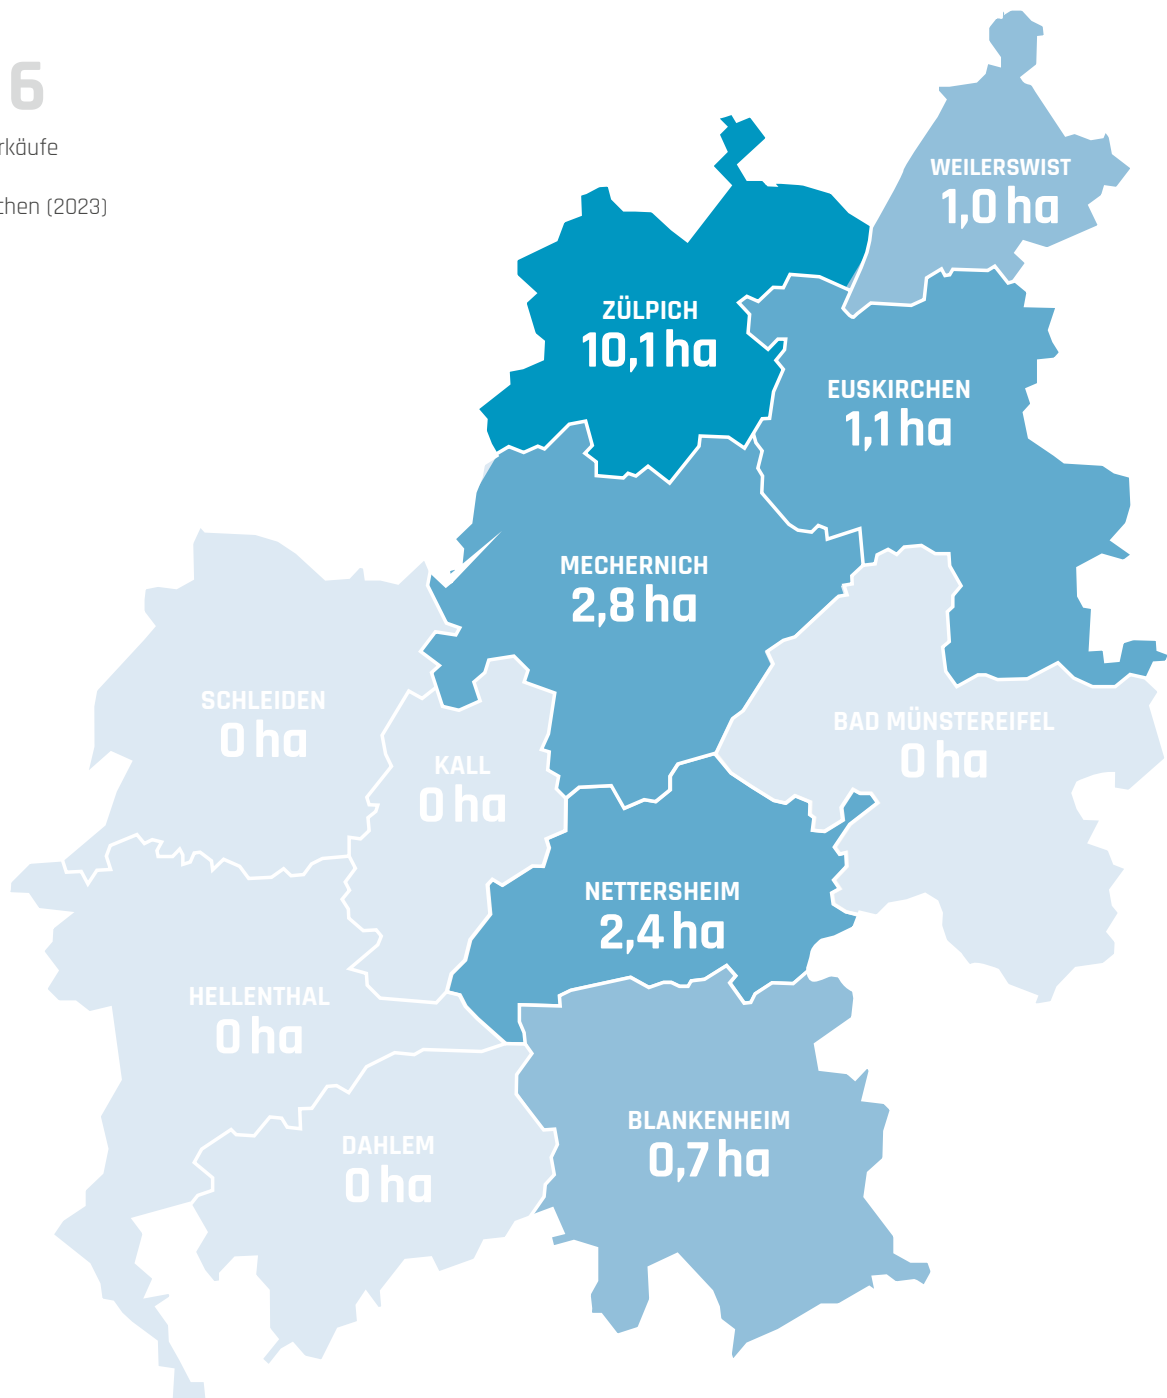 6
rkäufe
chen (2023)
WEILERSWIST
1,0 ha
ZÜLPICH
10,1 ha
EUSKIRCHEN
1,1 ha
MECHERNICH
2,8 ha
SCHLEIDEN
0 ha
BAD MÜNSTEREIFEL
0 ha
KALL
0 ha
NETTERSHEIM
2,4 ha
HELLENTHAL
0 ha
BLANKENHEIM
0,7 ha
DAHLEM
0 ha